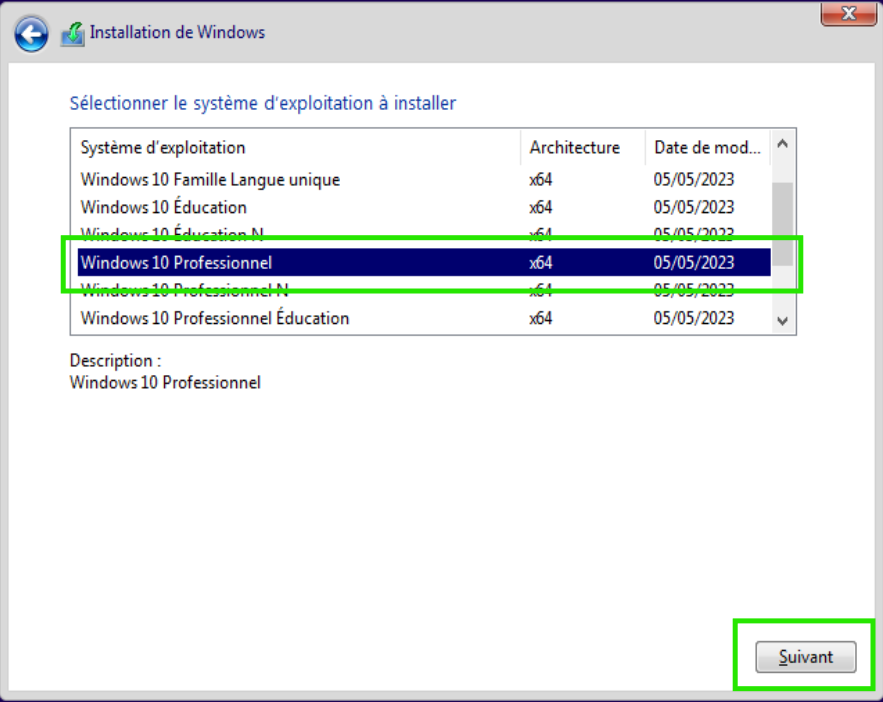 Installation de Windows
Sélectionner le système d'exploitation à installer
Système d'exploitation Architecture Date de mod...
Windows 10 Famille Langue unique x64 05/05/2023
Windows 10 Éducation x64 05/05/2023
Windows 10 Éducation N x64 05/05/2023
Windows 10 Professionnel x64 05/05/2023
Windows 10 Professionnel N x64 05/05/2023
Windows 10 Professionnel Éducation x64 05/05/2023
Description :
Windows 10 Professionnel
Suivant